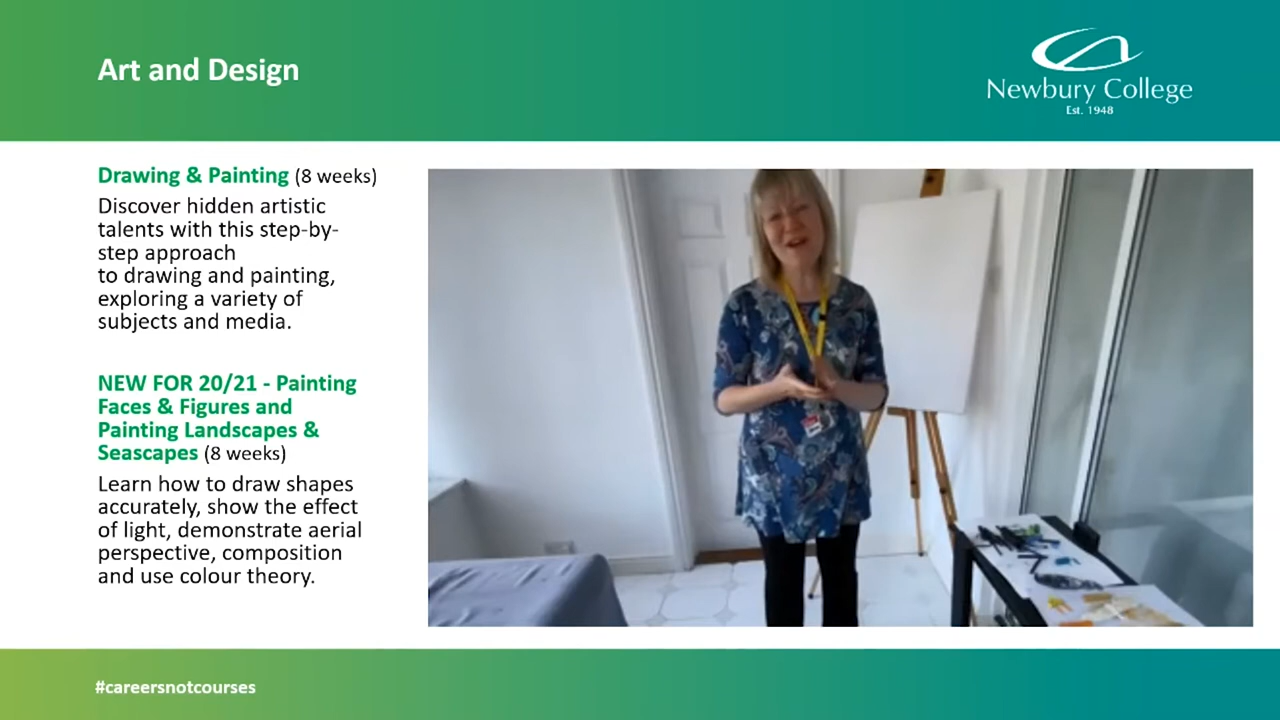 Art and Design
Newbury College
Est. 1948
Drawing & Painting (8 weeks)
Discover hidden artistic
talents with this step-by-
step approach
to drawing and painting,
exploring a variety of
subjects and media.
NEW FOR 20/21 - Painting
Faces & Figures and
Painting Landscapes &
Seascapes (8 weeks)
Learn how to draw shapes
accurately, show the effect
of light, demonstrate aerial
perspective, composition
and use colour theory.
#careersnotcourses